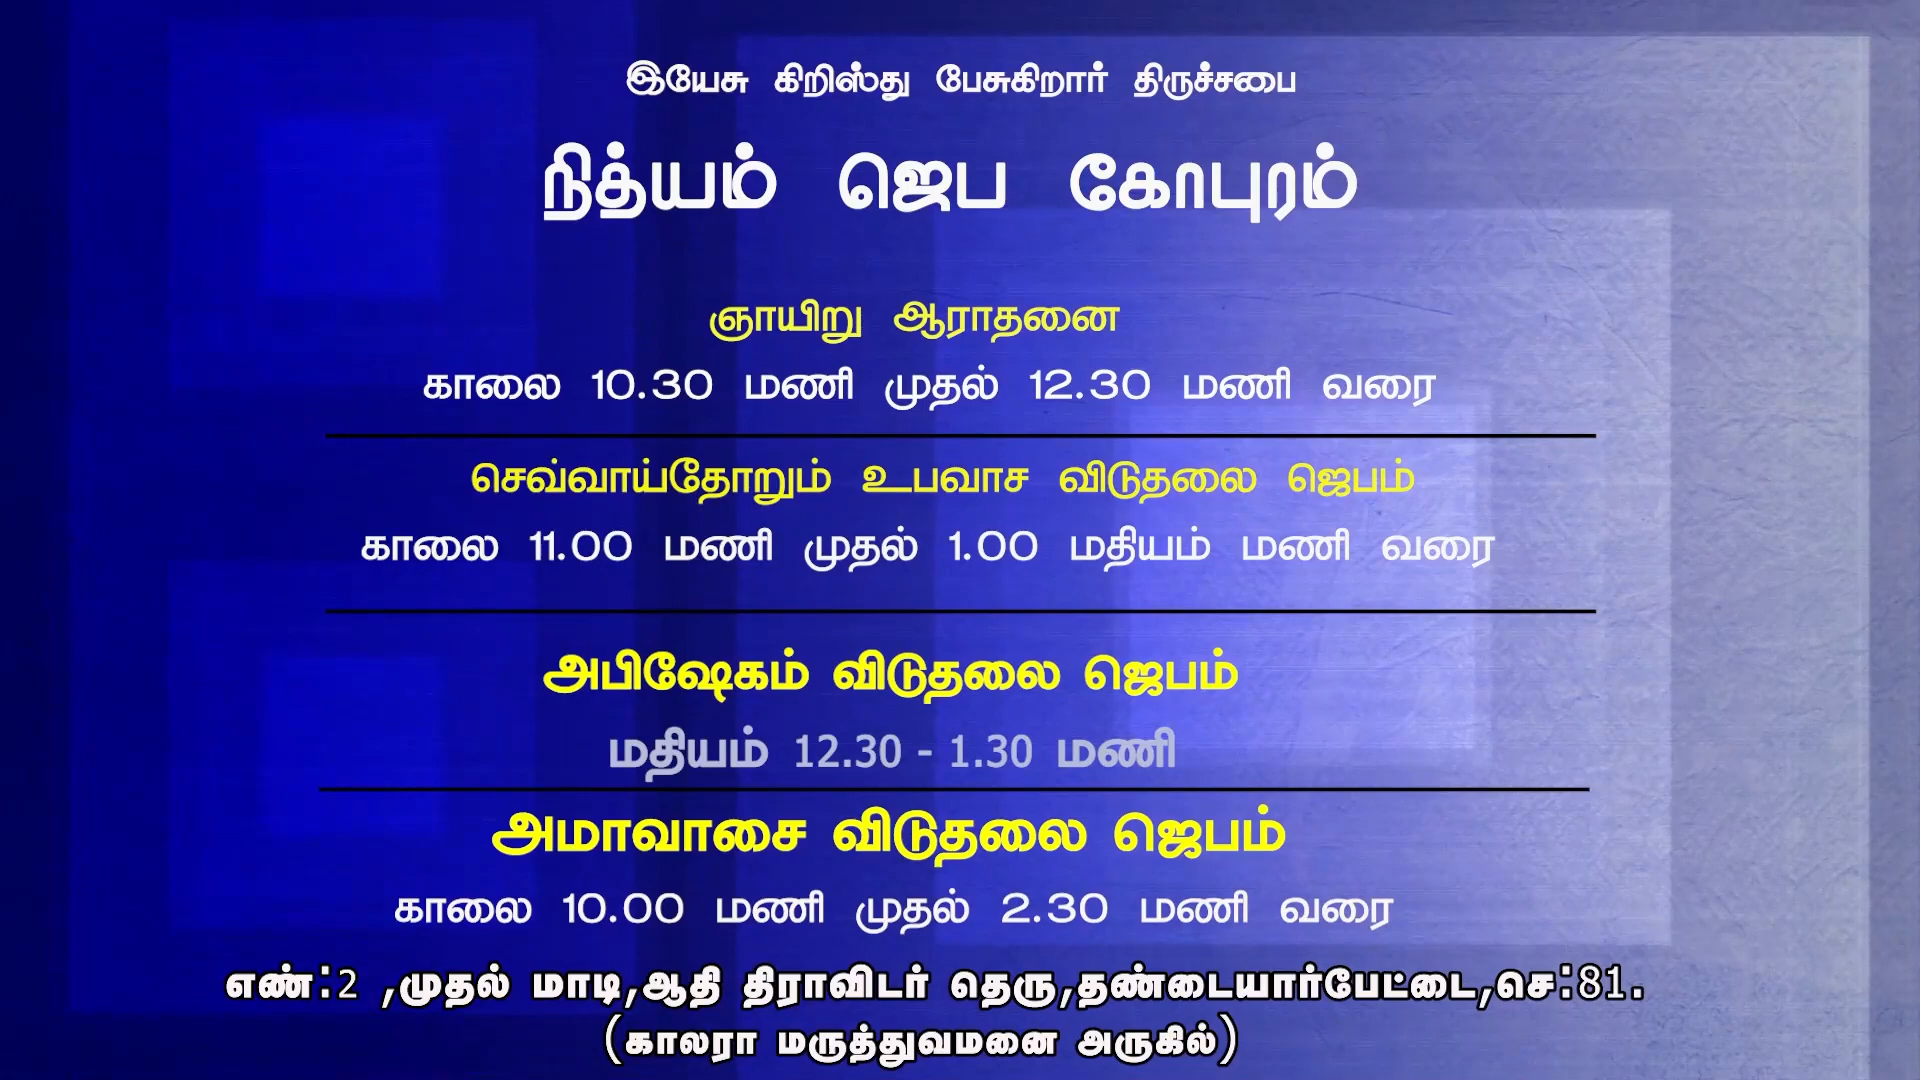 இயேசு கிறிஸ்து பேசுகிறார் திருச்சபை
நித்யம் ஜெப கோபுரம்
ஞாயிறு ஆராதனை
காலை 10.30 மணி முதல் 12.30 மணி வரை
செவ்வாய்தோறும் உபவாச விடுதலை ஜெபம்
காலை 11.00 மணி முதல் 1.00 மதியம் மணி வரை
அபிஷேகம் விடுதலை ஜெபம்
மதியம் 12.30 - 1.30 மணி
அமாவாசை விடுதலை ஜெபம்
காலை 10.00 மணி முதல் 2.30 மணி வரை
எண்:2 ,முதல் மாடி,ஆதி திராவிடர் தெரு,தண்டையார்பேட்டை,செ:81.
(காலரா மருத்துவமனை அருகில்)